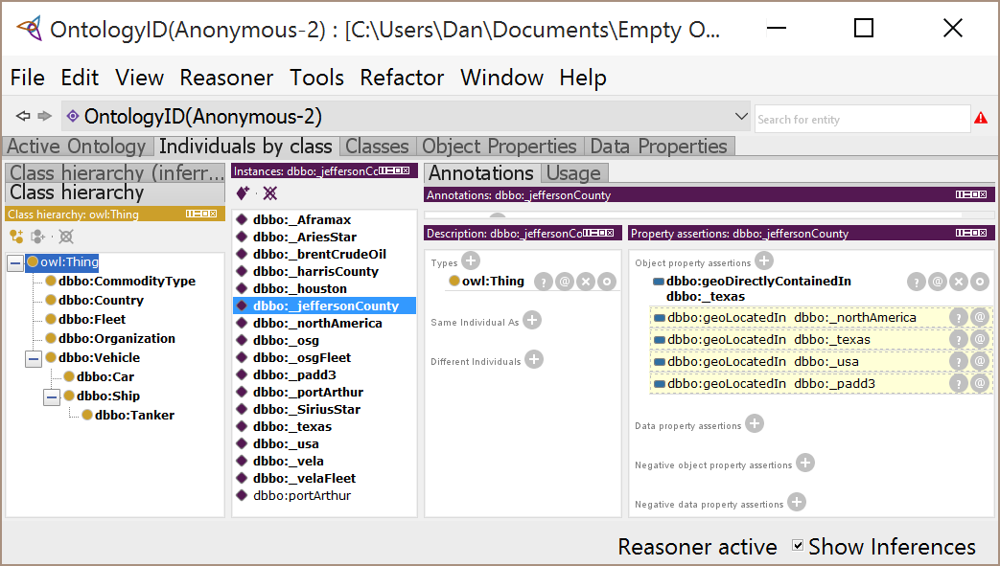 OntologyID(Anonymous-2) : [C:\Users\Dan\Documents\Empty O...
File Edit View Reasoner Tools Refactor Window Help
OntologyID(Anonymous-2)
Search for entity
Active Ontology Individuals by class Classes Object Properties Data Properties
Class hierarchy (inferr...
Class hierarchy
Class hierarchy: owl:Thing
owl:Thing
dbbo:CommodityType
dbbo:Country
dbbo:Fleet
dbbo:Organization
dbbo:Vehicle
dbbo:Car
dbbo:Ship
dbbo:Tanker
Instances: dbbo:_jeffersonCo
dbbo:_Aframax
dbbo:_AriesStar
dbbo:_brentCrudeOil
dbbo:_harrisCounty
dbbo:_houston
dbbo:_jeffersonCounty
dbbo:_northAmerica
dbbo:_osg
dbbo:_osgFleet
dbbo:_padd3
dbbo:_portArthur
dbbo:_SiriusStar
dbbo:_texas
dbbo:_usa
dbbo:_vela
dbbo:_velaFleet
dbbo:portArthur
Annotations Usage
Annotations: dbbo:_jeffersonCounty
Description: dbbo:_jeffersonCo
Types
owl:Thing ? @ x o
Same Individual As
Different Individuals
Property assertions: dbbo:_jeffersonCounty
Object property assertions
dbbo:geoDirectlyContainedIn ? @ x o
dbbo:_texas
dbbo:geoLocatedIn dbbo:_northAmerica ? @
dbbo:geoLocatedIn dbbo:_texas ? @
dbbo:geoLocatedIn dbbo:_usa ? @
dbbo:geoLocatedIn dbbo:_padd3 ? @
Data property assertions
Negative object property assertions
Negative data property assertions
Reasoner active Show Inferences